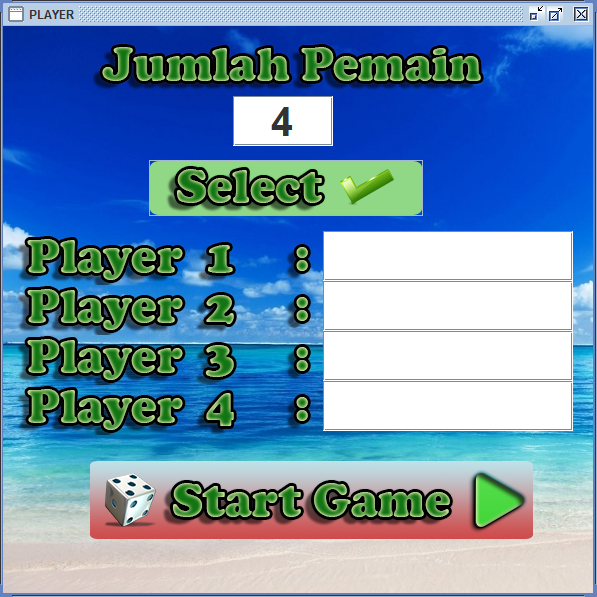 PLAYER
Jumlah Pemain
4
Select
Player 1 :
Player 2 :
Player 3 :
Player 4 :
Start Game